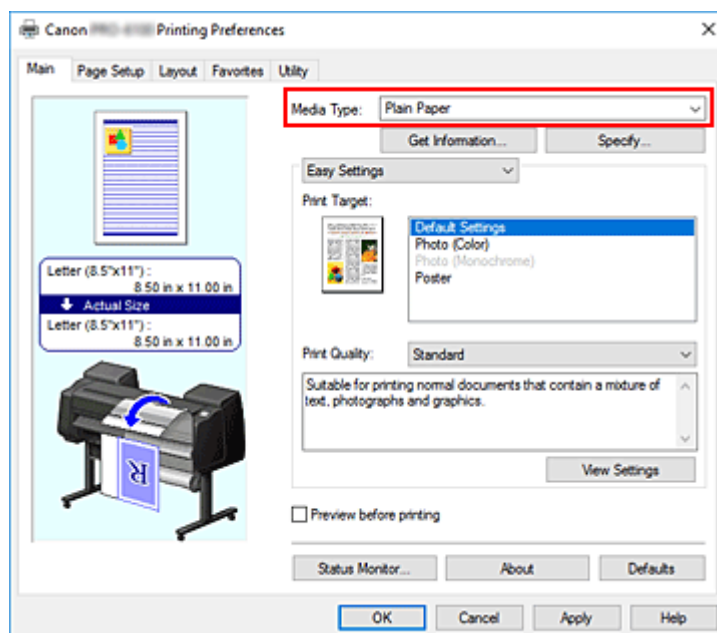 Canon Printing Preferences
Main Page Setup Layout Favorites Utility
Media Type: Plain Paper
Get Information... Specify...
Easy Settings
Print Target:
Default Settings
Photo (Color)
Photo (Monochrome)
Poster
Letter (8.5"x11") :
8.50 in x 11.00 in
Actual Size
Letter (8.5"x11") :
8.50 in x 11.00 in
R
Print Quality: Standard
Suitable for printing normal documents that contain a mixture of
text, photographs and graphics.
View Settings
Preview before printing
Status Monitor... About Defaults
OK Cancel Apply Help